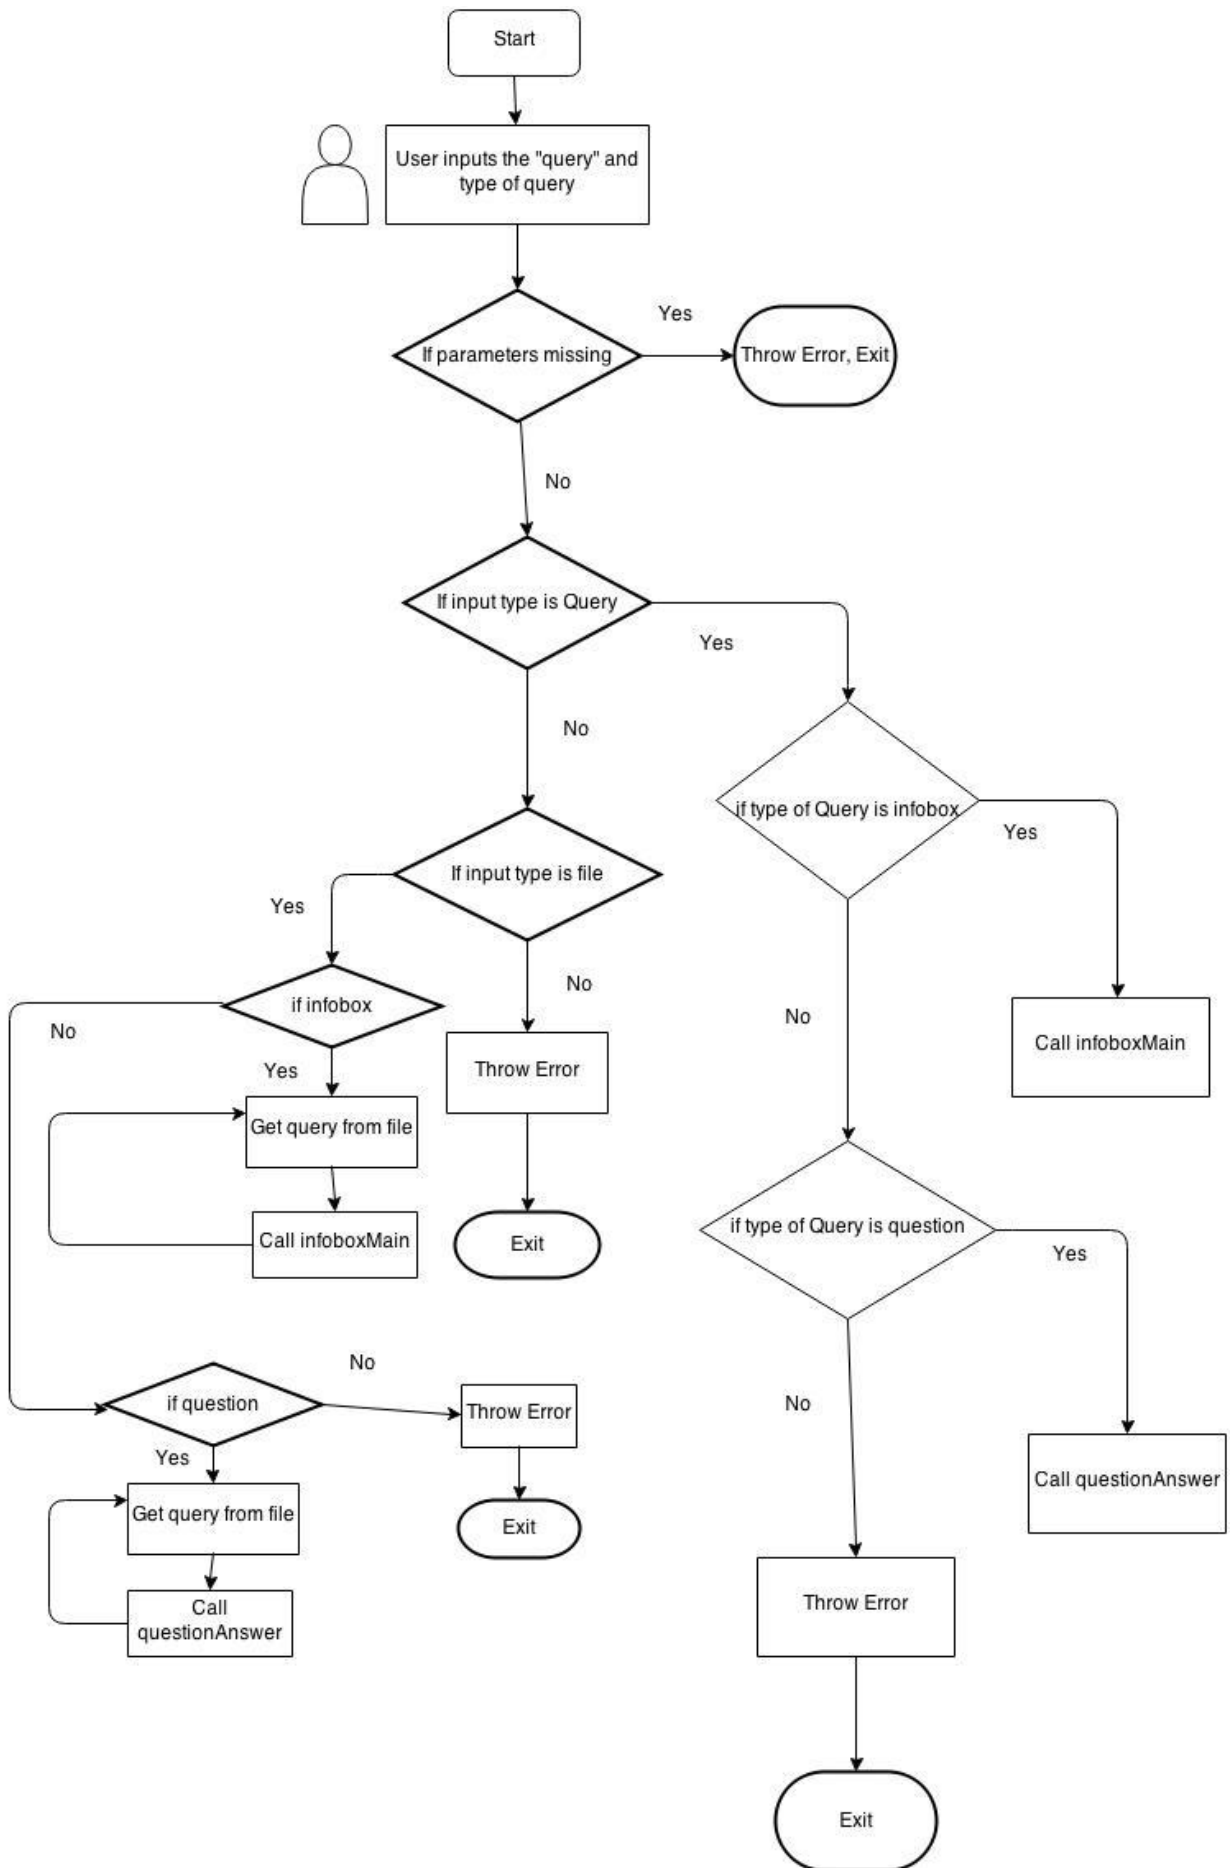 Start
User inputs the "query" and
type of query
If parameters missing
Yes
Throw Error, Exit
No
If input type is Query
Yes
No
if type of Query is infobox
Yes
If input type is file
Yes
No
if infobox
No
No
Call infoboxMain
Yes
Throw Error
Get query from file
if type of Query is question
Yes
Call infoboxMain
Exit
No
if question
Throw Error
No
Yes
Call questionAnswer
Get query from file
Exit
Call
questionAnswer
Throw Error
Exit